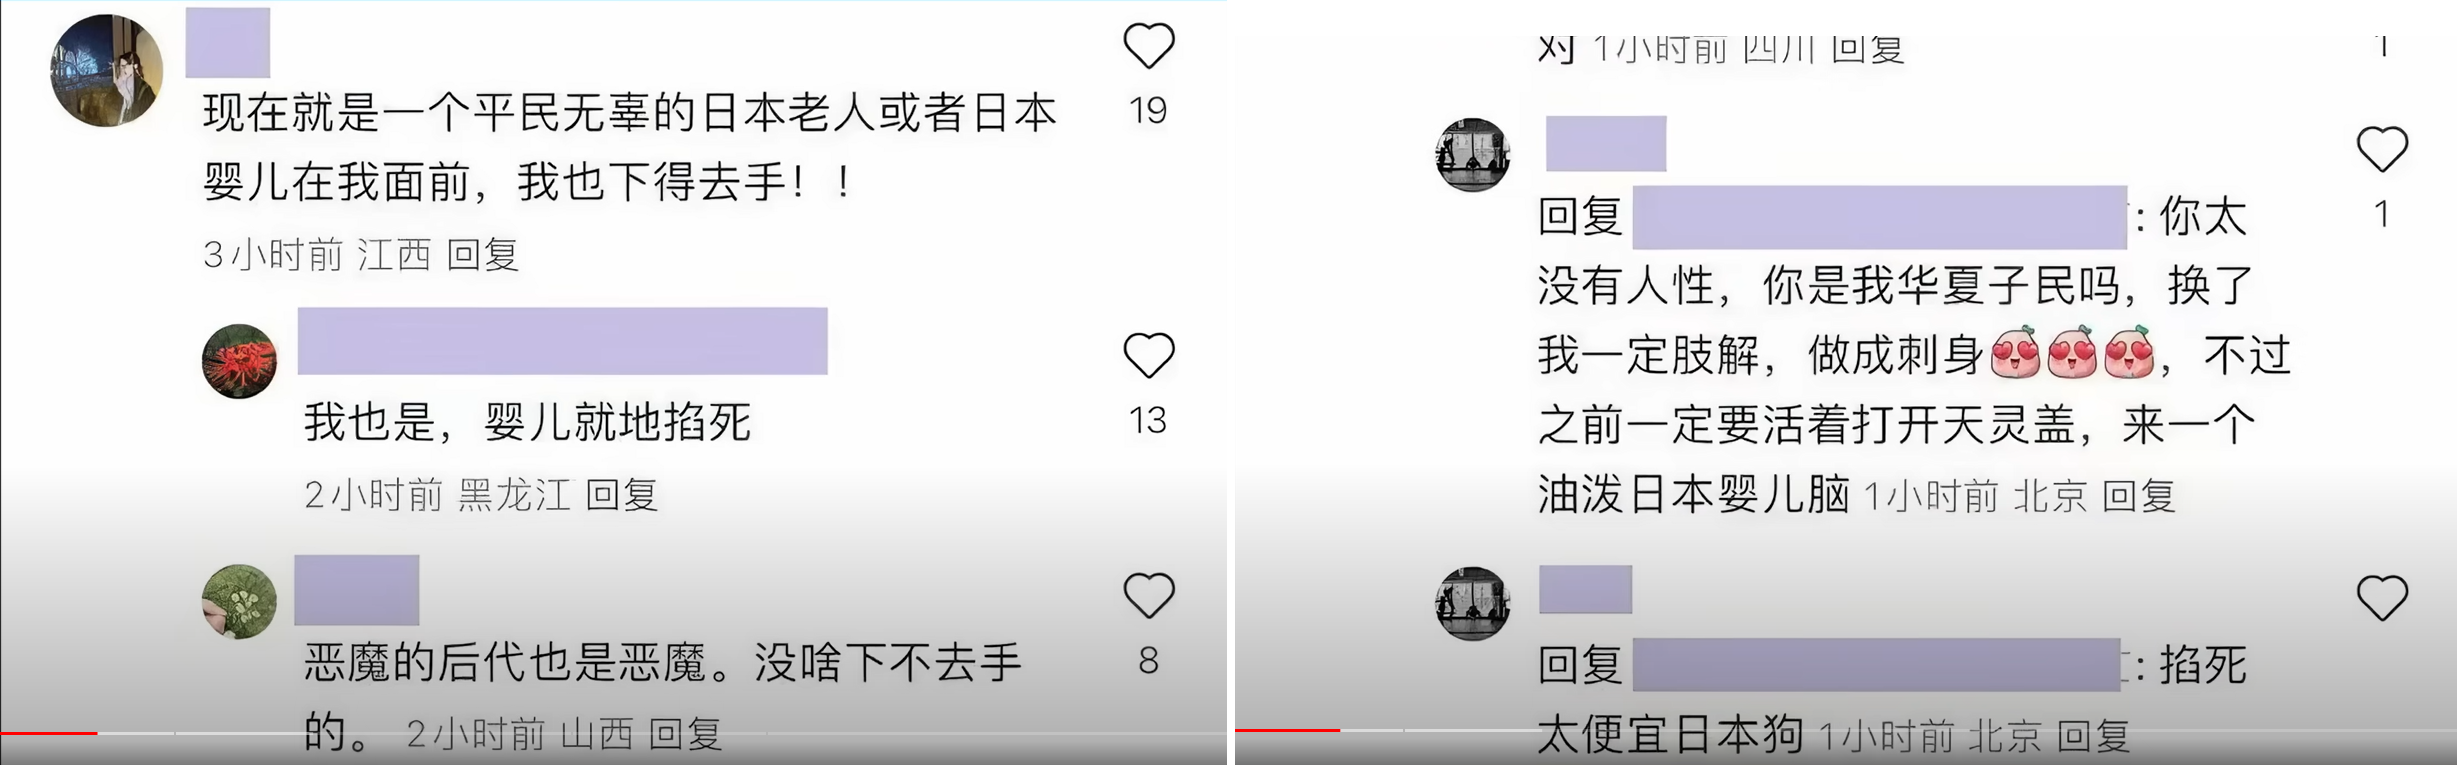 19
现在就是一个平民无辜的日本老人或者日本
婴儿在我面前，我也下得去手！！
3小时前 江西 回复
13
我也是，婴儿就地掐死
2小时前 黑龙江 回复
8
恶魔的后代也是恶魔。没啥下不去手
的。 2小时前 山西 回复
对 1小时前 四川 回复
1
回复 : 你太
1
没有人性，你是我华夏子民吗，换了
我一定肢解，做成刺身😍😍😍，不过
之前一定要活着打开天灵盖，来一个
油泼日本婴儿脑 1小时前 北京 回复
回复 : 掐死
太便宜日本狗 1小时前 北京 回复